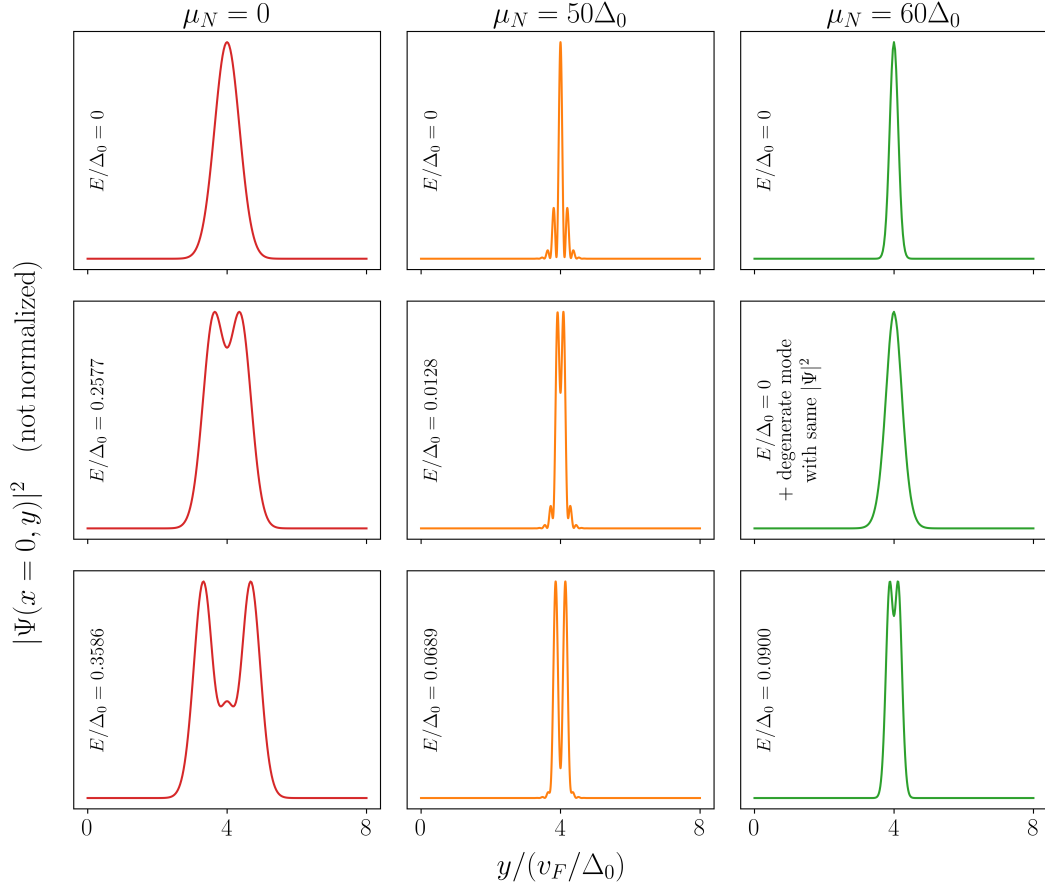 μ_N = 0
μ_N = 50Δ_0
μ_N = 60Δ_0
|Ψ(x = 0, y)|² (not normalized)
E/Δ_0 = 0
E/Δ_0 = 0
E/Δ_0 = 0
E/Δ_0 = 0.2577
E/Δ_0 = 0.0128
E/Δ_0 = 0
+ degenerate mode
with same |Ψ|²
E/Δ_0 = 0.3586
E/Δ_0 = 0.0689
E/Δ_0 = 0.0900
0 4 8
0 4 8
0 4 8
y/(v_F/Δ_0)